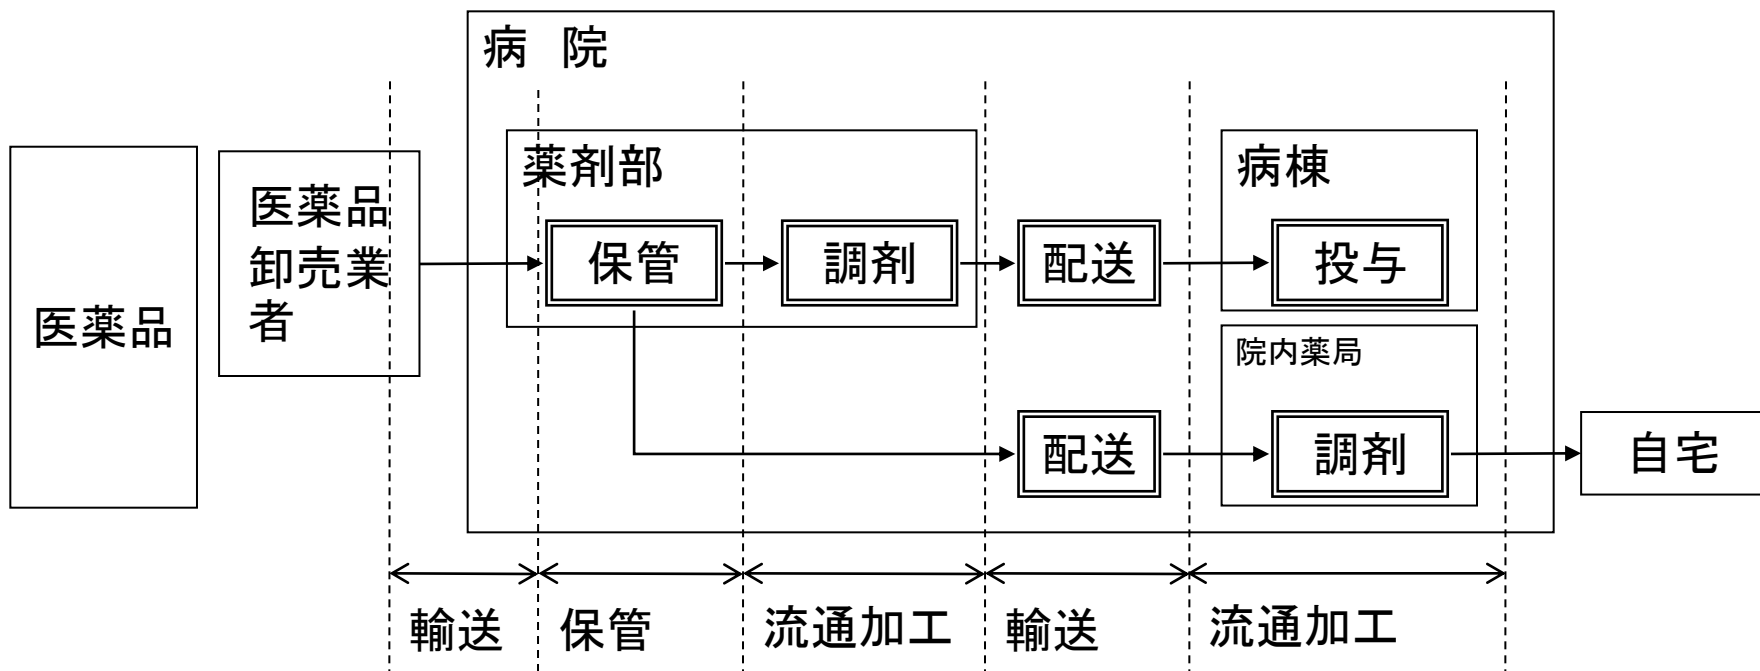 病 院
薬剤部
病棟
医薬品
医薬品
卸売業
者
保管
調剤
配送
投与
院内薬局
配送
調剤
自宅
輸送
保管
流通加工
輸送
流通加工